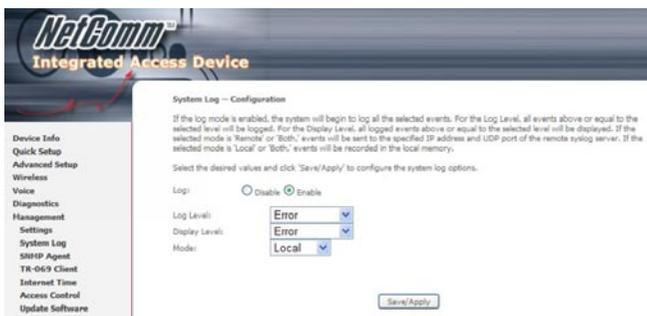 NetComm™
Integrated Access Device
Device Info
Quick Setup
Advanced Setup
Wireless
Voice
Diagnostics
Management
Settings
System Log
SNMP Agent
TR-069 Client
Internet Time
Access Control
Update Software
System Log -- Configuration
If the log mode is enabled, the system will begin to log all the selected events. For the Log Level, all events above or equal to the
selected level will be logged. For the Display Level, all logged events above or equal to the selected level will be displayed. If the
selected mode is 'Remote' or 'Both,' events will be sent to the specified IP address and UDP port of the remote syslog server. If the
selected mode is 'Local' or 'Both,' events will be recorded in the local memory.
Select the desired values and click 'Save/Apply' to configure the system log options.
Log: Disable Enable
Log Level: Error
Display Level: Error
Mode: Local
Save/Apply